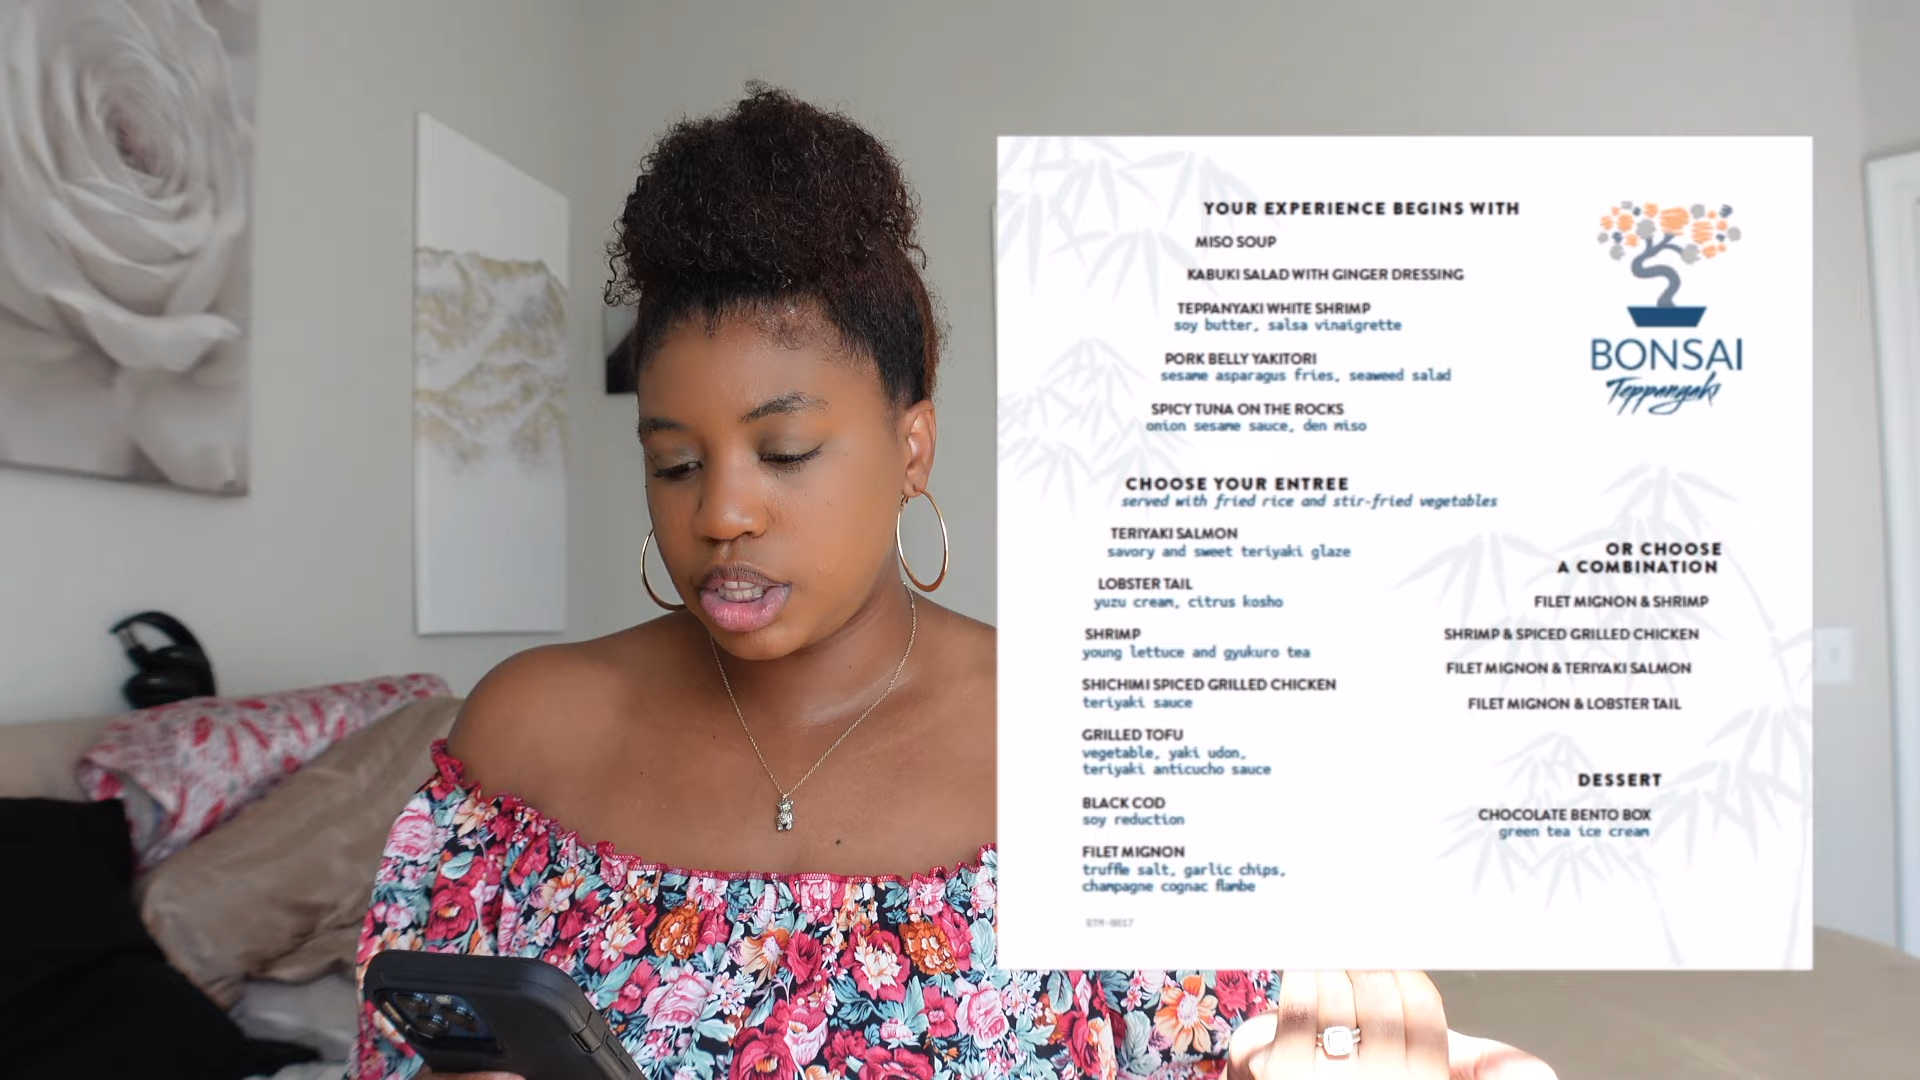 YOUR EXPERIENCE BEGINS WITH
MISO SOUP
KABUKI SALAD WITH GINGER DRESSING
TEPPANYAKI WHITE SHRIMP
soy butter, salsa vinaigrette
PORK BELLY YAKITORI
sesame asparagus fries, seaweed salad
SPICY TUNA ON THE ROCKS
onion sesame sauce, den miso
BONSAI
Teppanyaki
CHOOSE YOUR ENTREE
served with fried rice and stir-fried vegetables
TERIYAKI SALMON
savory and sweet teriyaki glaze
LOBSTER TAIL
yuzu cream, citrus kosho
SHRIMP
young lettuce and gyukuro tea
SHICHIMI SPICED GRILLED CHICKEN
teriyaki sauce
GRILLED TOFU
vegetable, yaki udon,
teriyaki anticucho sauce
BLACK COD
soy reduction
FILET MIGNON
truffle salt, garlic chips,
champagne cognac flambe
OR CHOOSE
A COMBINATION
FILET MIGNON & SHRIMP
SHRIMP & SPICED GRILLED CHICKEN
FILET MIGNON & TERIYAKI SALMON
FILET MIGNON & LOBSTER TAIL
DESSERT
CHOCOLATE BENTO BOX
green tea ice cream